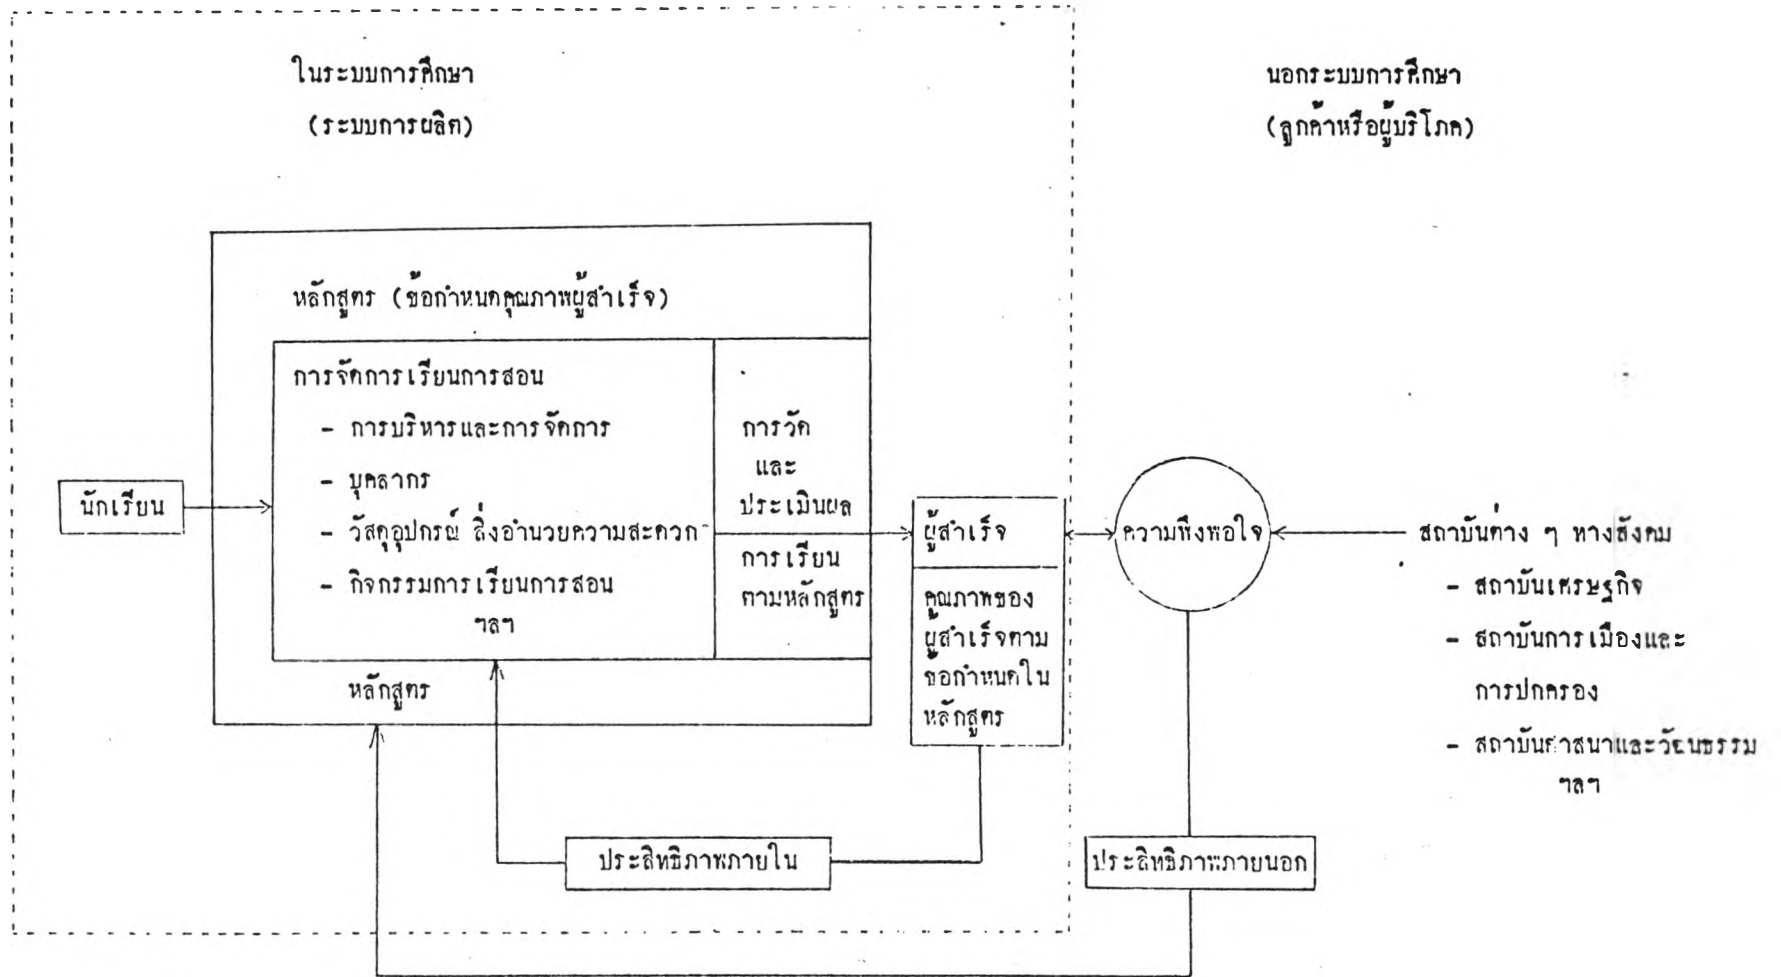 ในระบบการศึกษา
(ระบบการผลิต)
นอกระบบการศึกษา
(ลูกค้าหรือผู้บริโภค)
หลักสูตร (ข้อกำหนดคุณภาพผู้สำเร็จ)
การจัดการเรียนการสอน
- การบริหารและการจัดการ
- บุคลากร
- วัสดุอุปกรณ์ สิ่งอำนวยความสะดวก
- กิจกรรมการเรียนการสอน
ฯลฯ
การวัด
และ
ประเมินผล
การเรียน
ตามหลักสูตร
หลักสูตร
นักเรียน
ผู้สำเร็จ
คุณภาพของ
ผู้สำเร็จตาม
ข้อกำหนดใน
หลักสูตร
ความพึงพอใจ
สถาบันต่าง ๆ ทางสังคม
- สถาบันเศรษฐกิจ
- สถาบันการเมืองและ
การปกครอง
- สถาบันศาสนาและวัฒนธรรม
ฯลฯ
ประสิทธิภาพภายใน
ประสิทธิภาพภายนอก